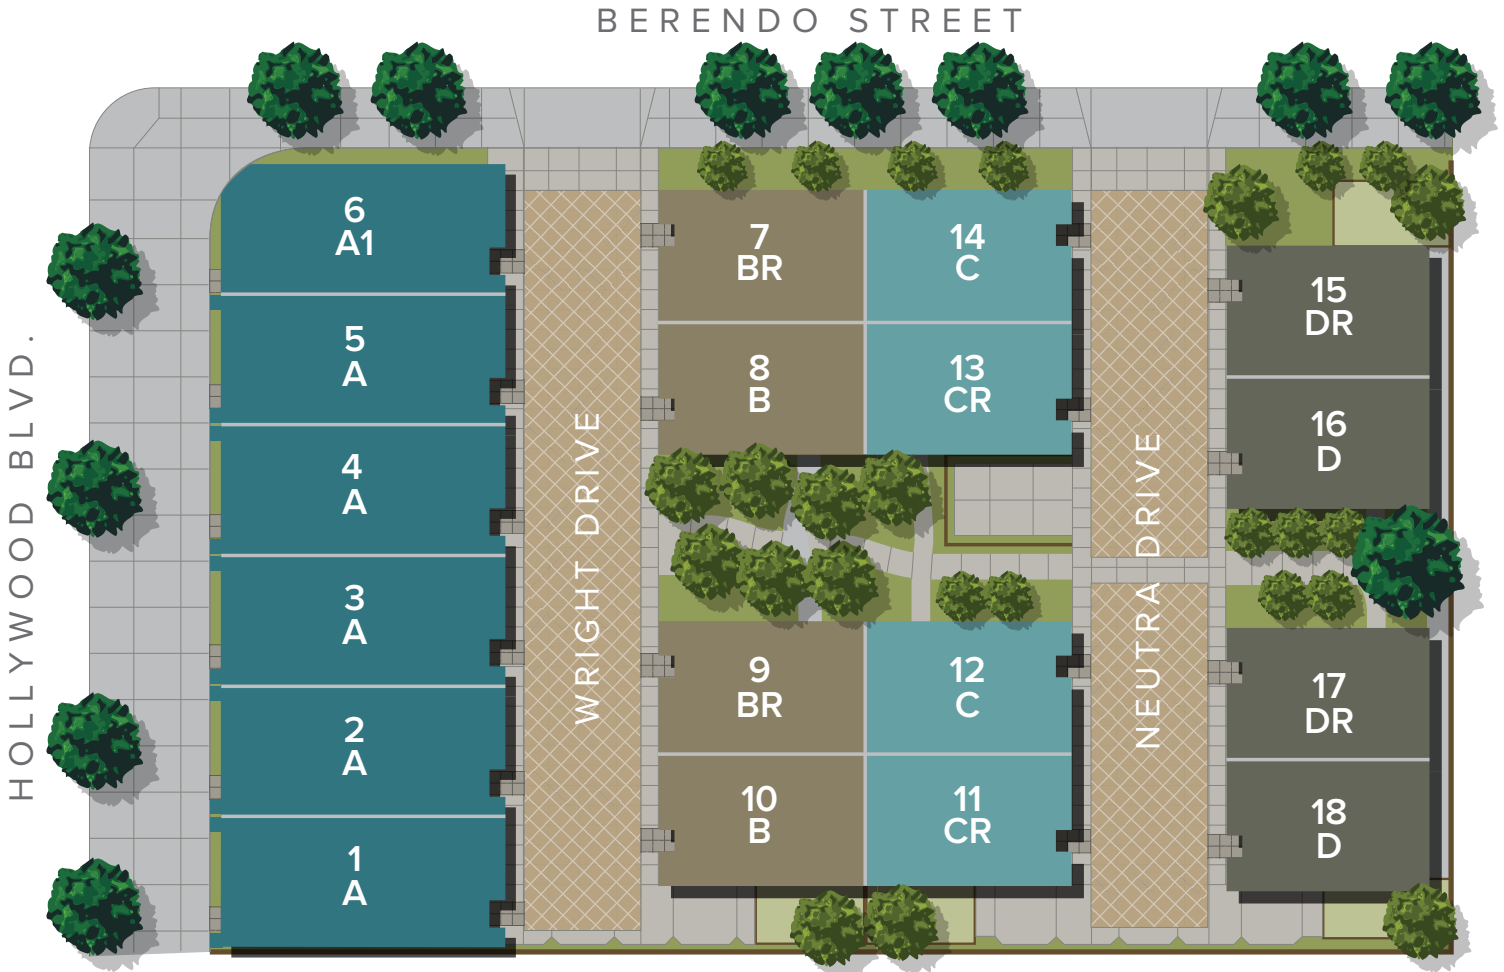 BERENDO STREET
HOLLYWOOD BLVD.
6
A1
5
A
4
A
3
A
2
A
1
A
WRIGHT DRIVE
7
BR
14
C
8
B
13
CR
9
BR
12
C
10
B
11
CR
NEUTRA DRIVE
15
DR
16
D
17
DR
18
D